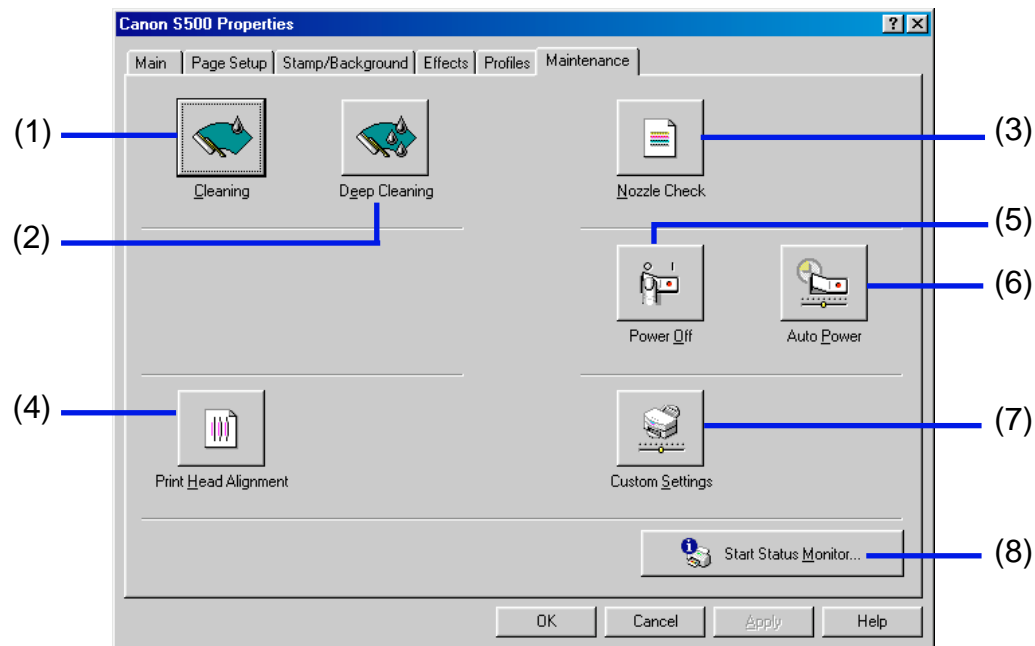 Canon S500 Properties
Main Page Setup Stamp/Background Effects Profiles Maintenance
(1)
(3)
Cleaning Deep Cleaning Nozzle Check
(2)
(5)
(6)
Power Off Auto Power
(4)
(7)
Print Head Alignment Custom Settings
Start Status Monitor...
(8)
OK Cancel Apply Help